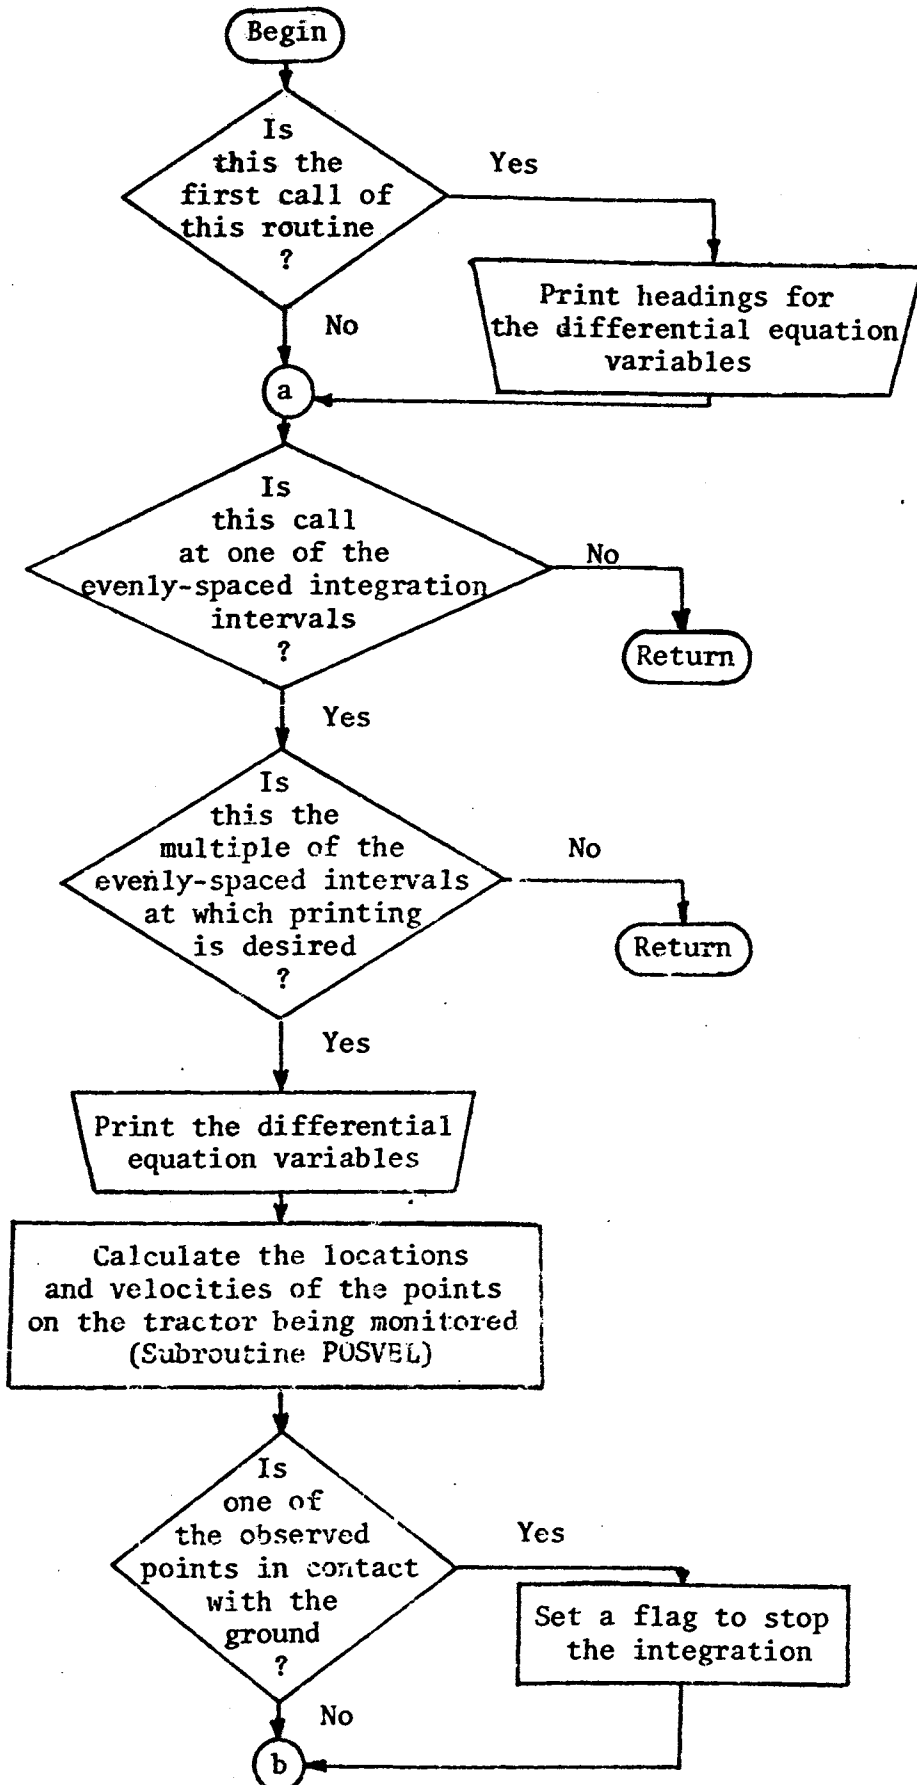 Begin
Is
this the
first call of
this routine
?
Yes
Print headings for
the differential equation
variables
No
a
Is
this call
at one of the
evenly-spaced integration
intervals
?
No
Return
Yes
Is
this the
multiple of the
evenly-spaced intervals
at which printing
is desired
?
No
Return
Yes
Print the differential
equation variables
Calculate the locations
and velocities of the points
on the tractor being monitored
(Subroutine POSVEL)
Is
one of
the observed
points in contact
with the
ground
?
Yes
Set a flag to stop
the integration
No
b